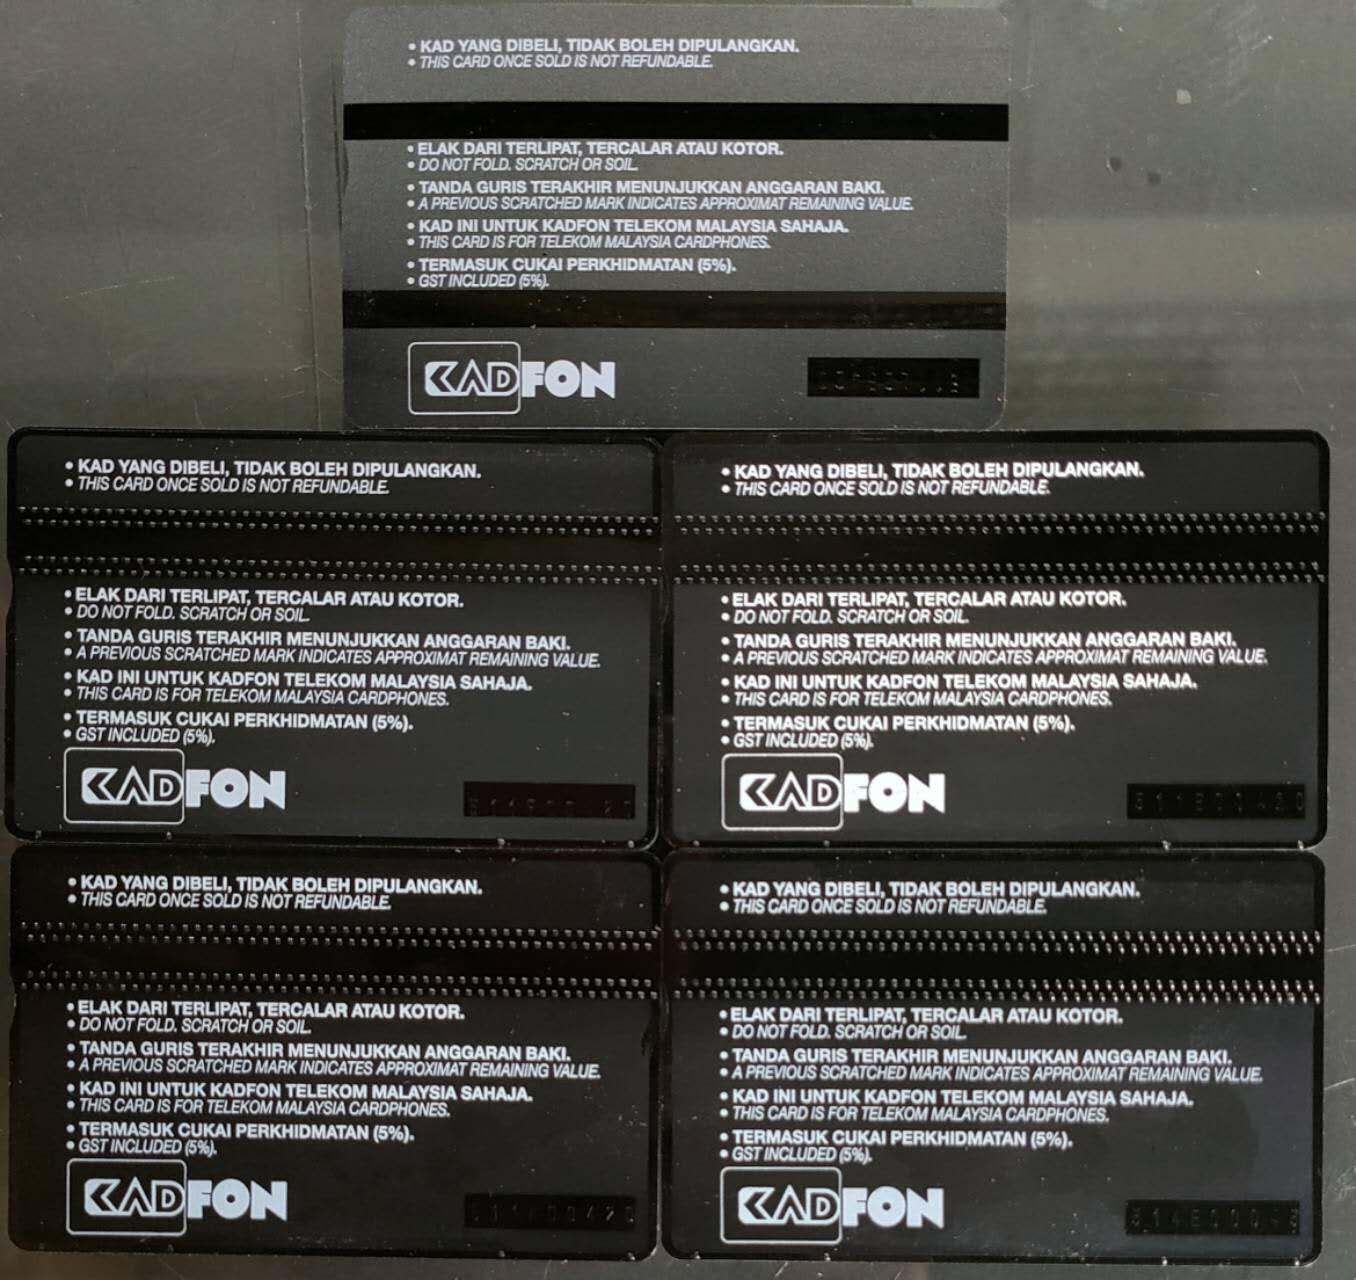 • KAD YANG DIBELI, TIDAK BOLEH DIPULANGKAN.
• THIS CARD ONCE SOLD IS NOT REFUNDABLE.
• ELAK DARI TERLIPAT, TERCALAR ATAU KOTOR.
• DO NOT FOLD. SCRATCH OR SOIL.
• TANDA GURIS TERAKHIR MENUNJUKKAN ANGGARAN BAKI.
• A PREVIOUS SCRATCHED MARK INDICATES APPROXIMAT REMAINING VALUE.
• KAD INI UNTUK KADFON TELEKOM MALAYSIA SAHAJA.
• THIS CARD IS FOR TELEKOM MALAYSIA CARDPHONES.
• TERMASUK CUKAI PERKHIDMATAN (5%).
• GST INCLUDED (5%).
KADFON
• KAD YANG DIBELI, TIDAK BOLEH DIPULANGKAN.
• THIS CARD ONCE SOLD IS NOT REFUNDABLE.
• ELAK DARI TERLIPAT, TERCALAR ATAU KOTOR.
• DO NOT FOLD. SCRATCH OR SOIL.
• TANDA GURIS TERAKHIR MENUNJUKKAN ANGGARAN BAKI.
• A PREVIOUS SCRATCHED MARK INDICATES APPROXIMAT REMAINING VALUE.
• KAD INI UNTUK KADFON TELEKOM MALAYSIA SAHAJA.
• THIS CARD IS FOR TELEKOM MALAYSIA CARDPHONES.
• TERMASUK CUKAI PERKHIDMATAN (5%).
• GST INCLUDED (5%).
KADFON
• KAD YANG DIBELI, TIDAK BOLEH DIPULANGKAN.
• THIS CARD ONCE SOLD IS NOT REFUNDABLE.
• ELAK DARI TERLIPAT, TERCALAR ATAU KOTOR.
• DO NOT FOLD. SCRATCH OR SOIL.
• TANDA GURIS TERAKHIR MENUNJUKKAN ANGGARAN BAKI.
• A PREVIOUS SCRATCHED MARK INDICATES APPROXIMAT REMAINING VALUE.
• KAD INI UNTUK KADFON TELEKOM MALAYSIA SAHAJA.
• THIS CARD IS FOR TELEKOM MALAYSIA CARDPHONES.
• TERMASUK CUKAI PERKHIDMATAN (5%).
• GST INCLUDED (5%).
KADFON
• KAD YANG DIBELI, TIDAK BOLEH DIPULANGKAN.
• THIS CARD ONCE SOLD IS NOT REFUNDABLE.
• ELAK DARI TERLIPAT, TERCALAR ATAU KOTOR.
• DO NOT FOLD. SCRATCH OR SOIL.
• TANDA GURIS TERAKHIR MENUNJUKKAN ANGGARAN BAKI.
• A PREVIOUS SCRATCHED MARK INDICATES APPROXIMAT REMAINING VALUE.
• KAD INI UNTUK KADFON TELEKOM MALAYSIA SAHAJA.
• THIS CARD IS FOR TELEKOM MALAYSIA CARDPHONES.
• TERMASUK CUKAI PERKHIDMATAN (5%).
• GST INCLUDED (5%).
KADFON
• KAD YANG DIBELI, TIDAK BOLEH DIPULANGKAN.
• THIS CARD ONCE SOLD IS NOT REFUNDABLE.
• ELAK DARI TERLIPAT, TERCALAR ATAU KOTOR.
• DO NOT FOLD. SCRATCH OR SOIL.
• TANDA GURIS TERAKHIR MENUNJUKKAN ANGGARAN BAKI.
• A PREVIOUS SCRATCHED MARK INDICATES APPROXIMAT REMAINING VALUE.
• KAD INI UNTUK KADFON TELEKOM MALAYSIA SAHAJA.
• THIS CARD IS FOR TELEKOM MALAYSIA CARDPHONES.
• TERMASUK CUKAI PERKHIDMATAN (5%).
• GST INCLUDED (5%).
KADFON